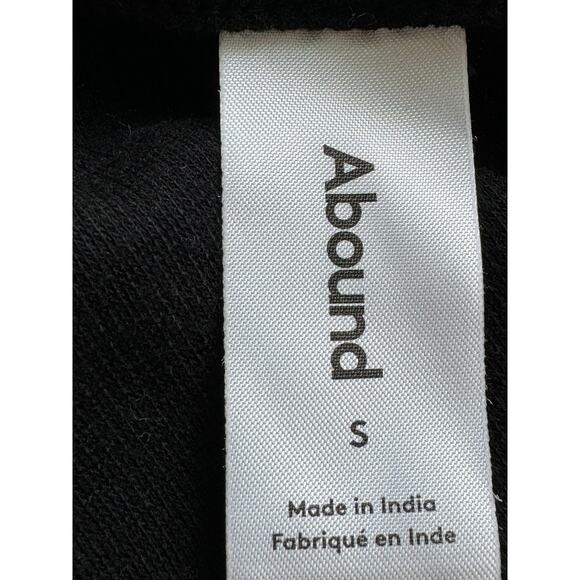 Abound
S
Made in India
Fabriqué en Inde